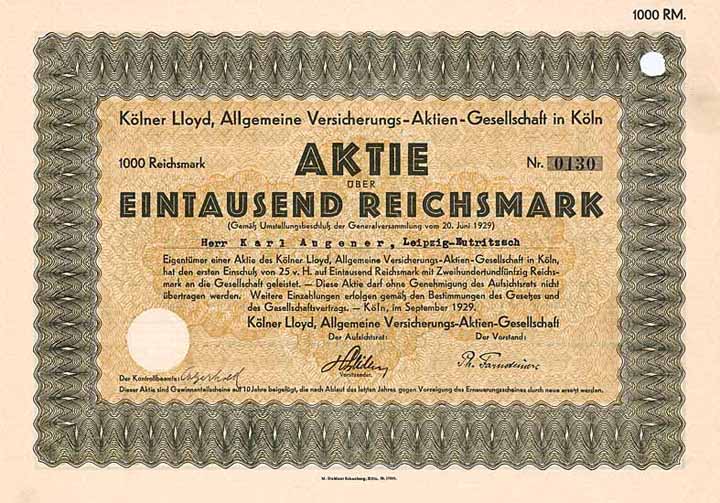 1000 RM.
Kölner Lloyd, Allgemeine Versicherungs-Aktien-Gesellschaft in Köln
1000 Reichsmark AKTIE Nr. 0130
ÜBER
EINTAUSEND REICHSMARK
(Gemäß Umstellungsbeschluß der Generalversammlung vom 20. Juni 1929)
Herr Karl Augener, Leipzig-Eutritzsch
Eigentümer einer Aktie des Kölner Lloyd, Allgemeine Versicherungs-Aktien-Gesellschaft in Köln,
hat den ersten Einschuß von 25 v. H. auf Eintausend Reichsmark mit Zweihundertundfünfzig Reichs-
mark an die Gesellschaft geleistet. — Diese Aktie darf ohne Genehmigung des Aufsichtsrats nicht
übertragen werden. Weitere Einzahlungen erfolgen gemäß den Bestimmungen des Gesetzes und
des Gesellschaftsvertrags. — Köln, im September 1929.
Kölner Lloyd, Allgemeine Versicherungs-Aktien-Gesellschaft
Der Aufsichtsrat: Der Vorstand:
Vorsitzender.
Der Kontrollbeamte:
Dieser Aktie sind Gewinnanteilscheine auf 10 Jahre beigefügt, die nach Ablauf des letzten Jahres gegen Vorzeigung des Erneuerungsscheines durch neue ersetzt werden.